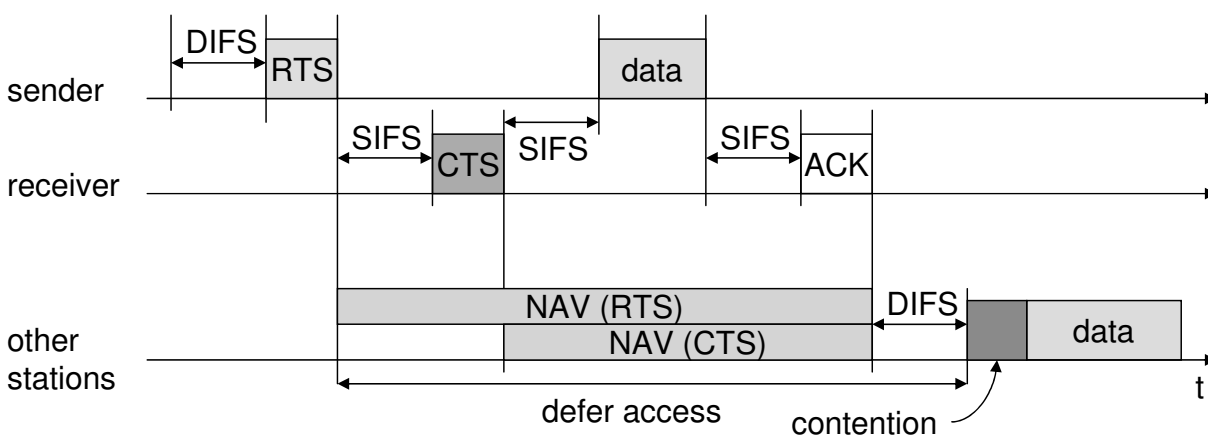 DIFS
RTS
data
sender
SIFS
CTS
SIFS
SIFS
ACK
receiver
NAV (RTS)
DIFS
NAV (CTS)
data
other
stations
t
defer access
contention